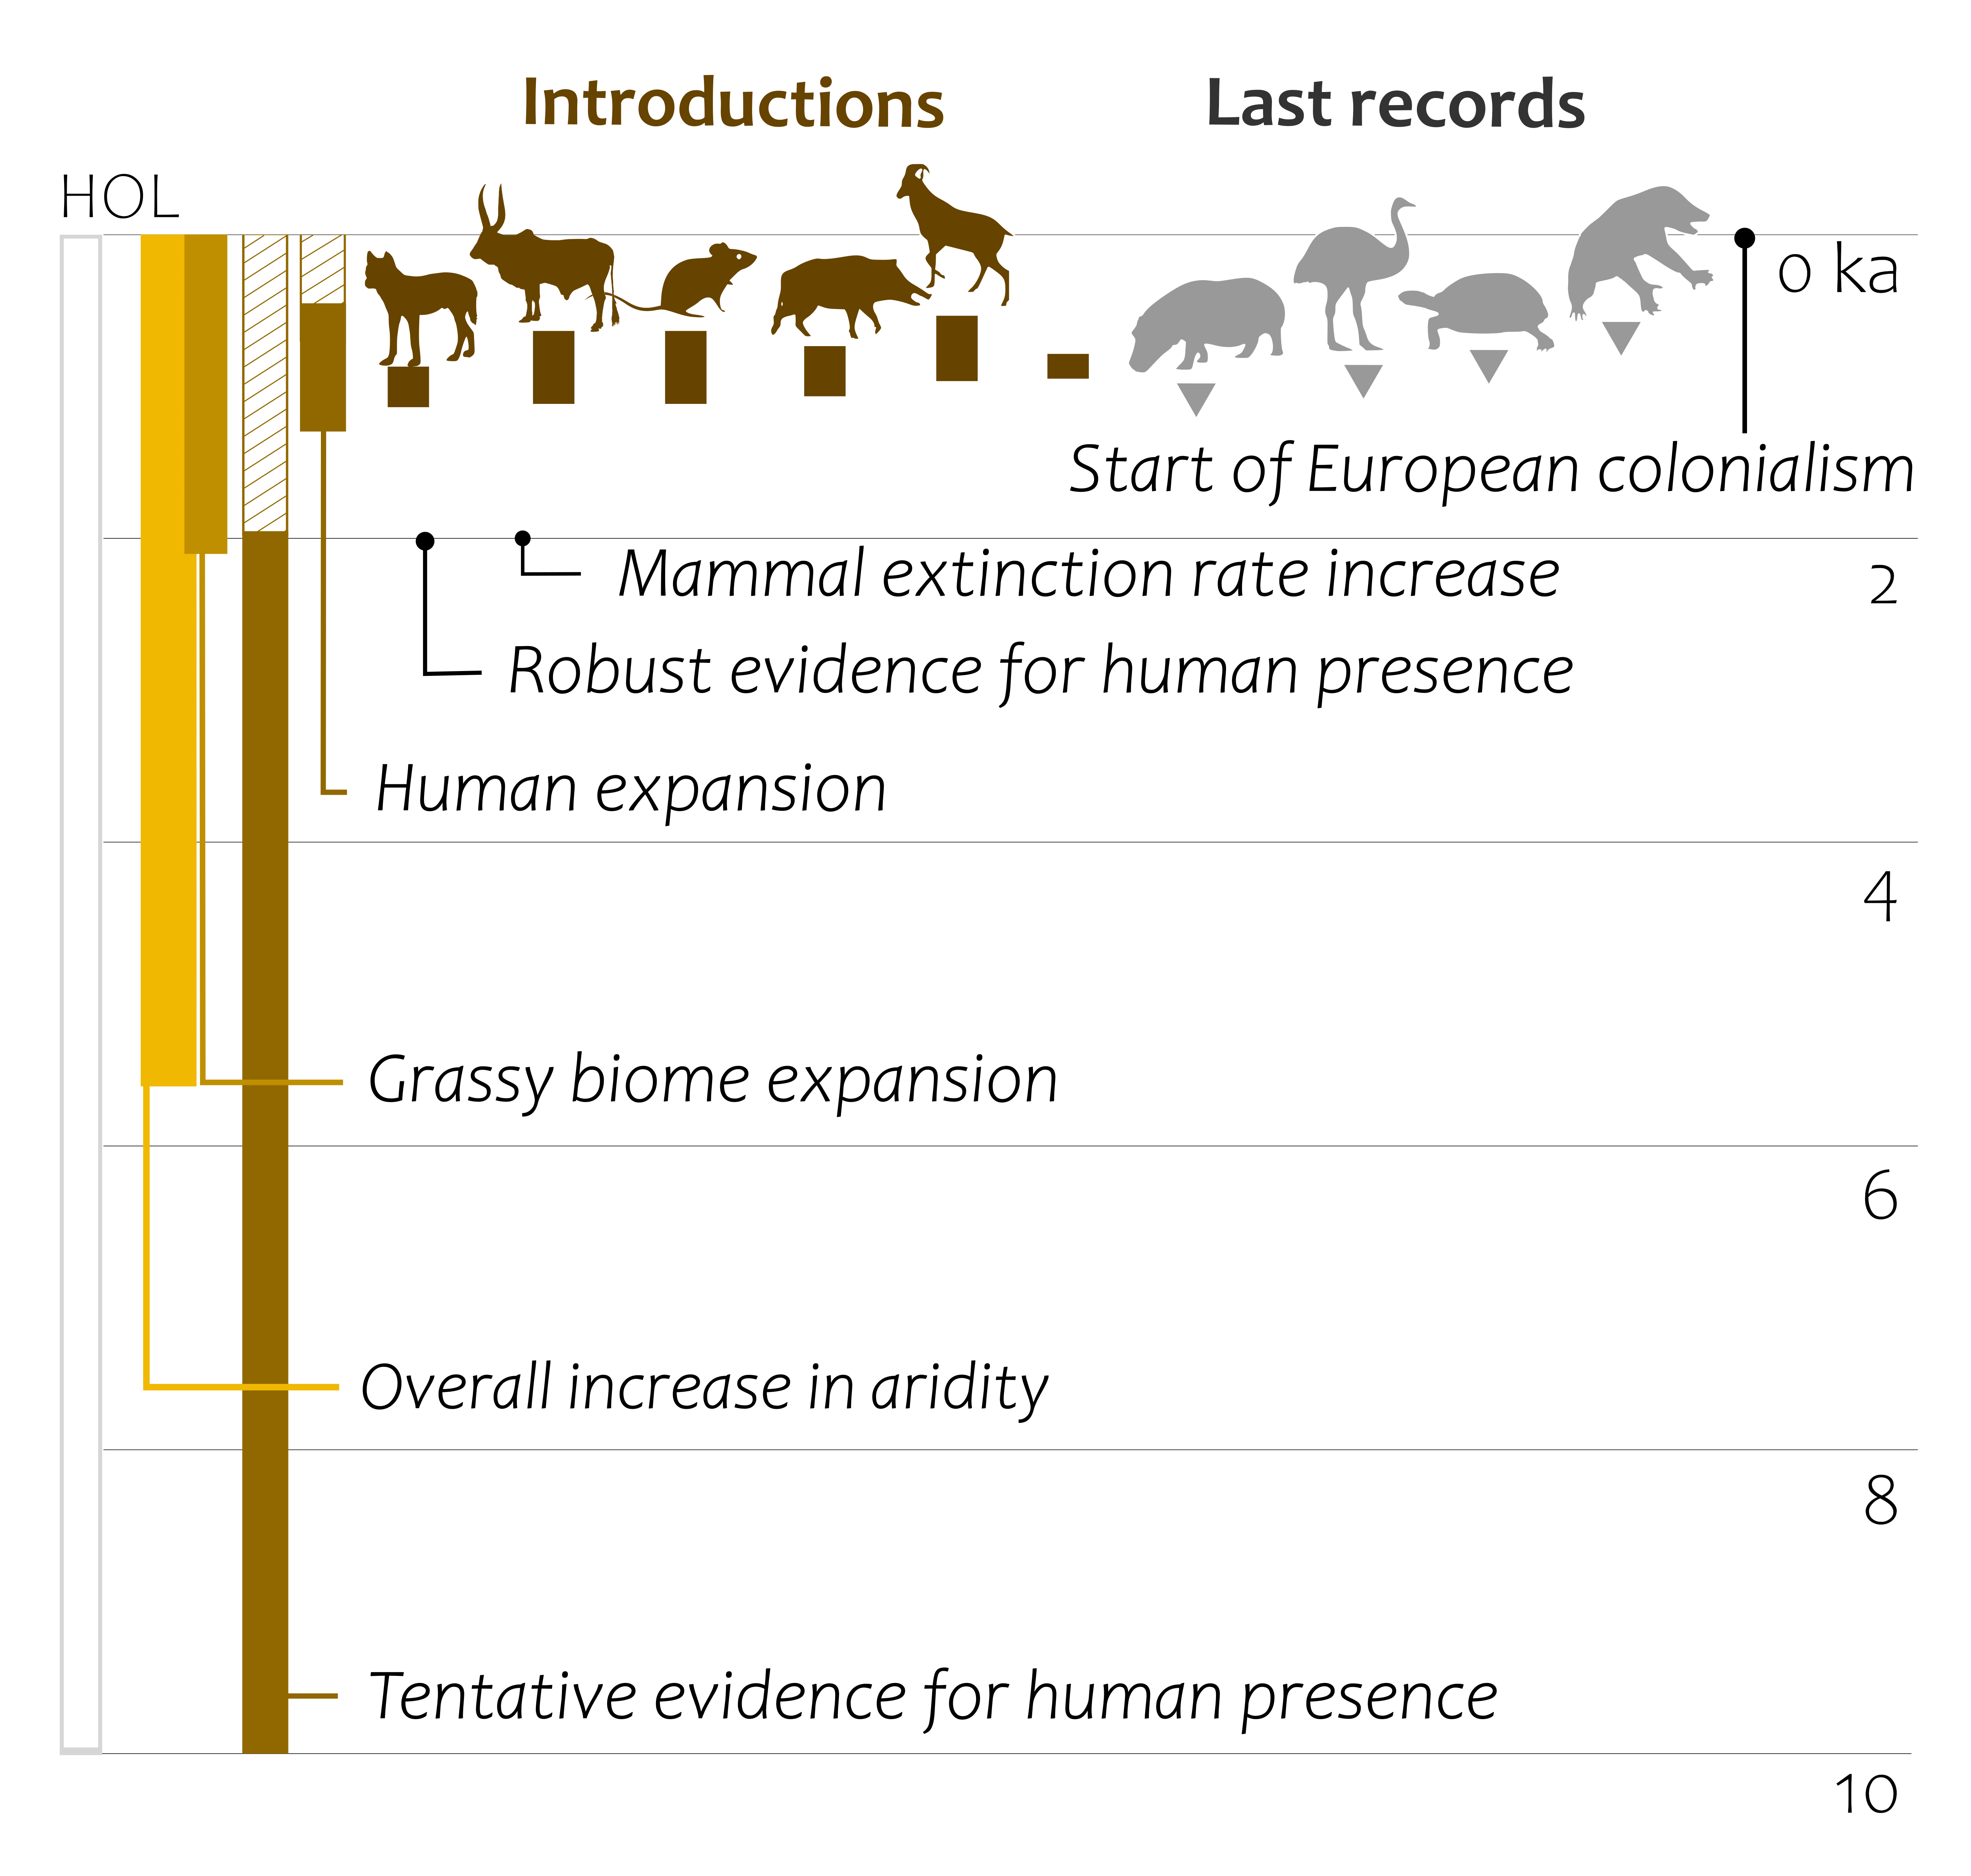 Introductions
Last records
HOL
0 ka
Start of European colonialism
Mammal extinction rate increase
2
Robust evidence for human presence
Human expansion
4
Grassy biome expansion
6
Overall increase in aridity
8
Tentative evidence for human presence
10